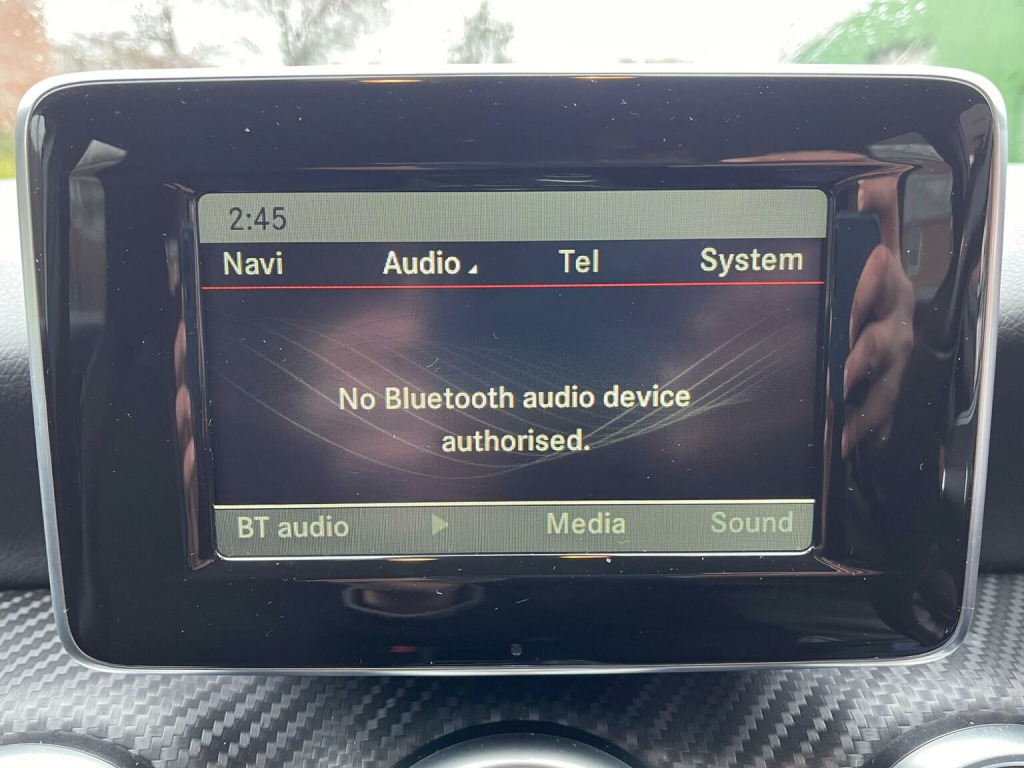 2:45
Navi Audio Tel System
No Bluetooth audio device
authorised.
BT audio Media Sound